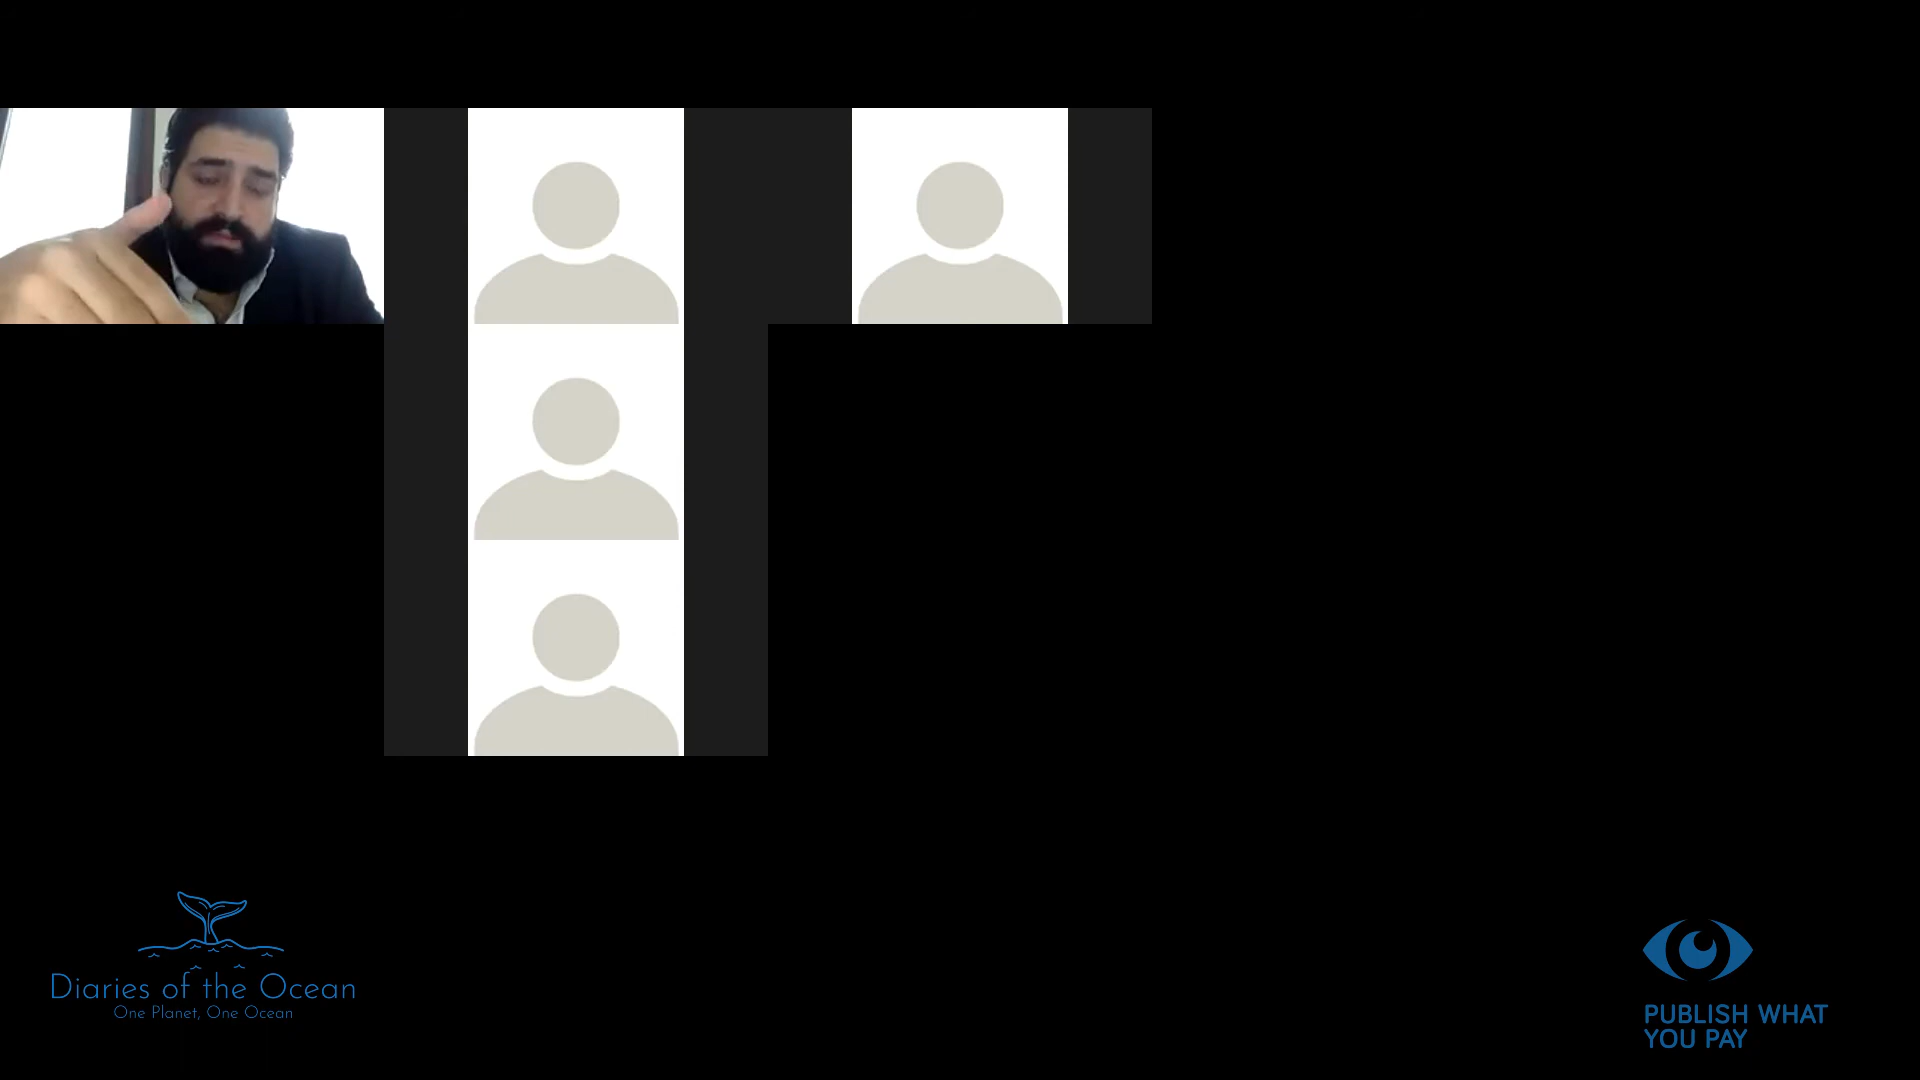 Diaries of the Ocean
One Planet, One Ocean
PUBLISH WHAT
YOU PAY